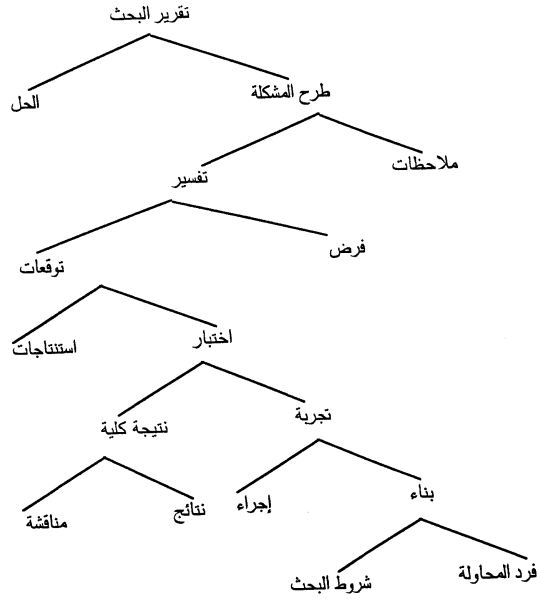 تقرير البحث
طرح المشكلة
الحل
ملاحظات
تفسير
فرض
توقعات
اختبار
استنتاجات
تجربة
نتيجة كلية
بناء
إجراء
نتائج
مناقشة
فرد المحاولة
شروط البحث